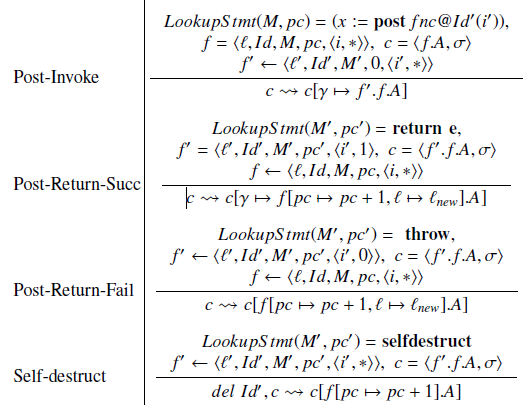 LookupStmt(M, pc) = (x := post fnc@Id′(i′)),
f = ⟨ℓ, Id, M, pc, ⟨i, *⟩⟩, c = ⟨f.A, σ⟩
f′ ← ⟨ℓ′, Id′, M′, 0, ⟨i′, *⟩⟩
Post-Invoke
c ⇝ c[γ ↦ f′.f.A]
LookupStmt(M′, pc′) = return e,
f′ = ⟨ℓ′, Id′, M′, pc′, ⟨i′, 1⟩, c = ⟨f′.f.A, σ⟩
f ← ⟨ℓ, Id, M, pc, ⟨i, *⟩⟩
Post-Return-Succ
c ⇝ c[γ ↦ f[pc ↦ pc + 1, ℓ ↦ ℓnew].A]
LookupStmt(M′, pc′) = throw,
f′ ← ⟨ℓ′, Id′, M′, pc′, ⟨i′, 0⟩⟩, c = ⟨f′.f.A, σ⟩
f ← ⟨ℓ, Id, M, pc, ⟨i, *⟩⟩
Post-Return-Fail
c ⇝ c[f[pc ↦ pc + 1, ℓ ↦ ℓnew].A]
LookupStmt(M′, pc′) = selfdestruct
f′ ← ⟨ℓ′, Id′, M′, pc′, ⟨i′, *⟩⟩, c = ⟨f′.f.A, σ⟩
Self-destruct
del Id′, c ⇝ c[f[pc ↦ pc + 1].A]